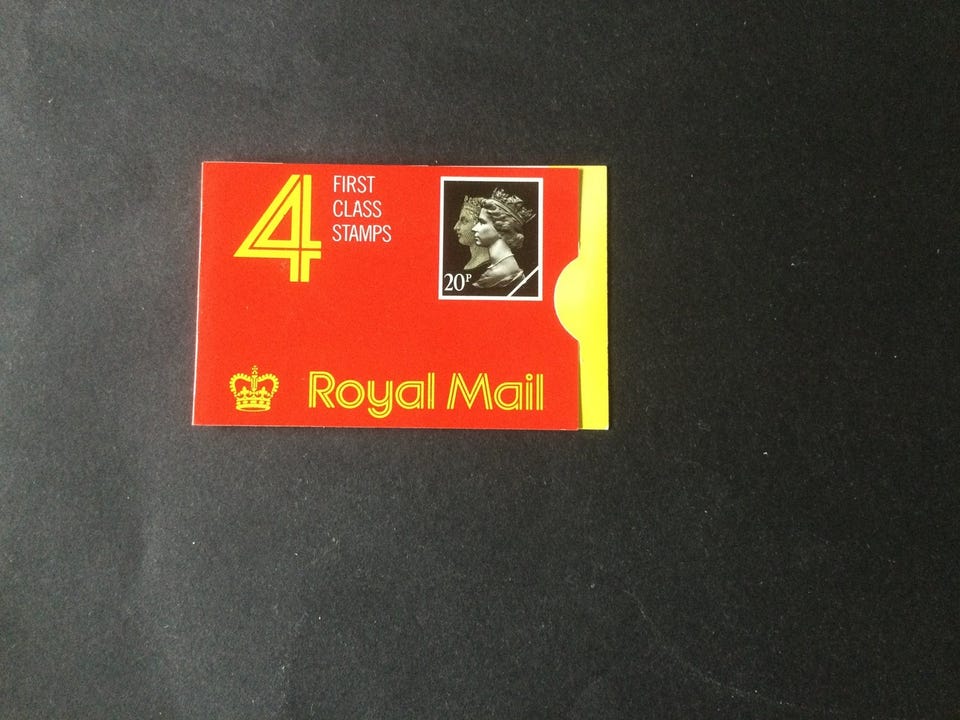 4
FIRST
CLASS
STAMPS
20P
Royal Mail